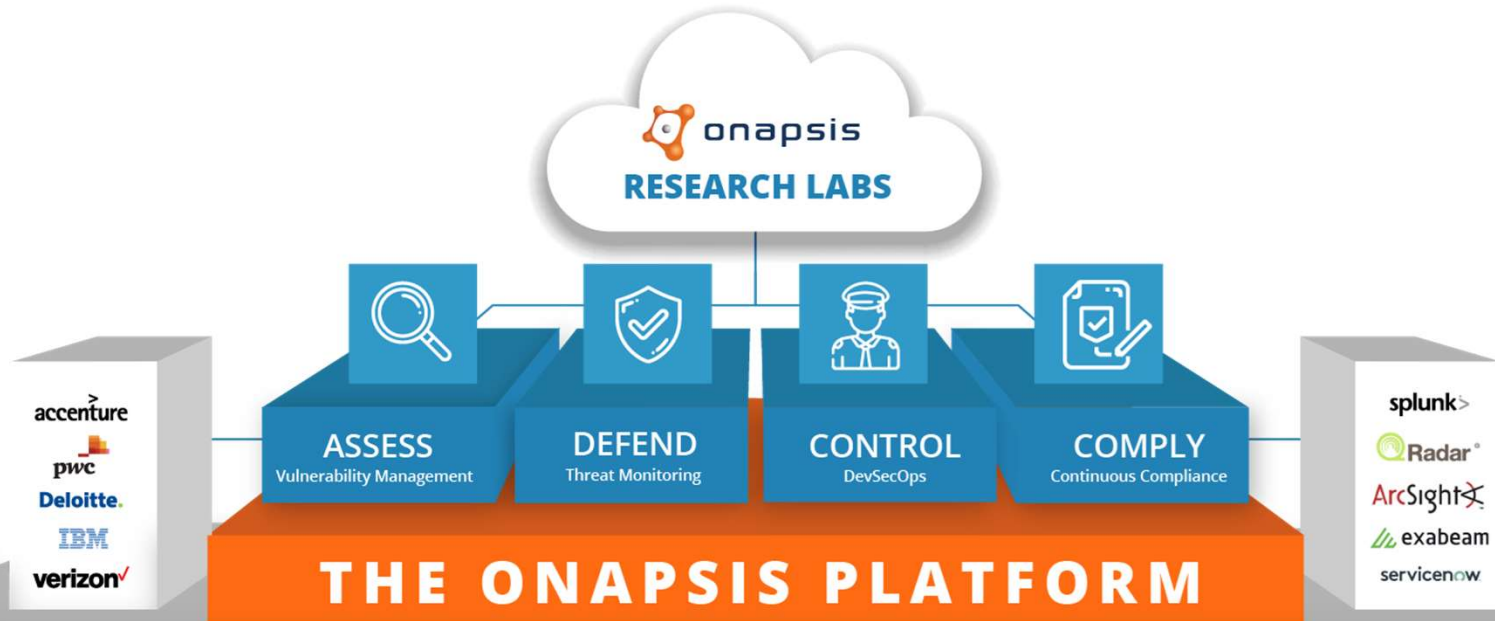 onapsis
RESEARCH LABS
accenture
pwc
Deloitte.
IBM
verizon
ASSESS
Vulnerability Management
DEFEND
Threat Monitoring
CONTROL
DevSecOps
COMPLY
Continuous Compliance
splunk>
QRadar
ArcSight
exabeam
servicenow
THE ONAPSIS PLATFORM